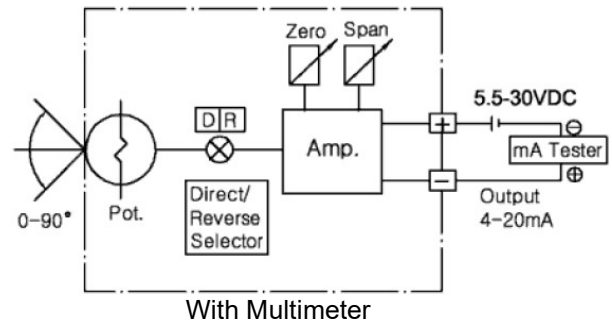 Zero Span
5.5-30VDC
+
⊖
D R
Amp.
mA Tester
⊕
−
Output
4-20mA
0-90°
Pot.
Direct/
Reverse
Selector
With Multimeter